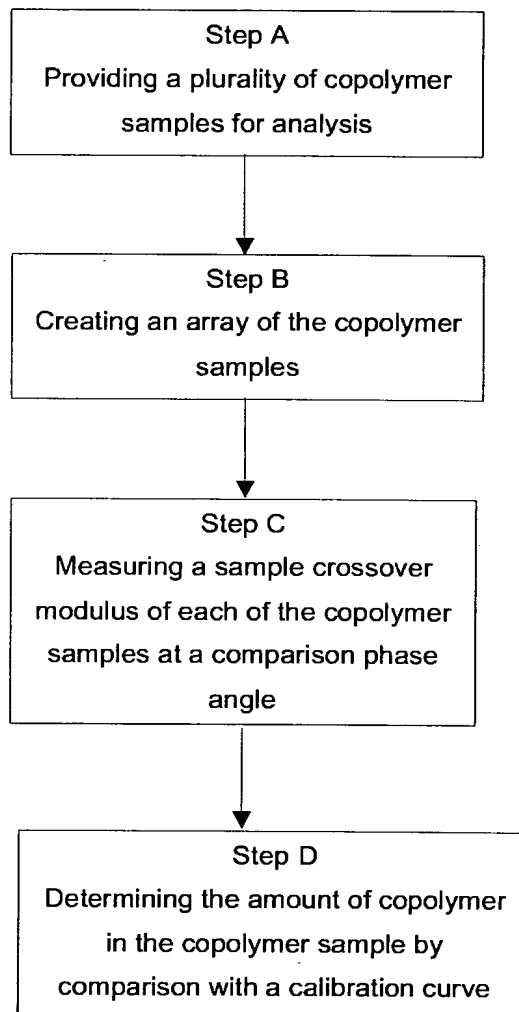 Step A
Providing a plurality of copolymer
samples for analysis
Step B
Creating an array of the copolymer
samples
Step C
Measuring a sample crossover
modulus of each of the copolymer
samples at a comparison phase
angle
Step D
Determining the amount of copolymer
in the copolymer sample by
comparison with a calibration curve